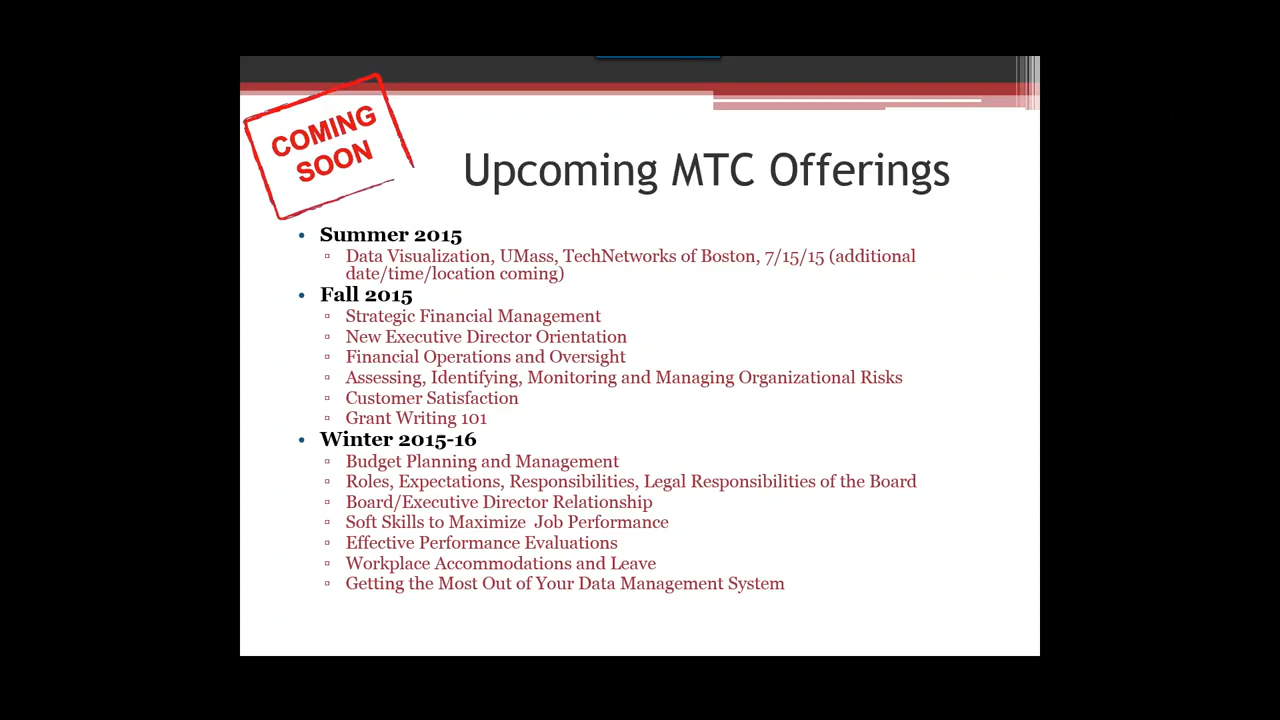 COMING
SOON
Upcoming MTC Offerings
• Summer 2015
▫ Data Visualization, UMass, TechNetworks of Boston, 7/15/15 (additional
date/time/location coming)
• Fall 2015
▫ Strategic Financial Management
▫ New Executive Director Orientation
▫ Financial Operations and Oversight
▫ Assessing, Identifying, Monitoring and Managing Organizational Risks
▫ Customer Satisfaction
▫ Grant Writing 101
• Winter 2015-16
▫ Budget Planning and Management
▫ Roles, Expectations, Responsibilities, Legal Responsibilities of the Board
▫ Board/Executive Director Relationship
▫ Soft Skills to Maximize  Job Performance
▫ Effective Performance Evaluations
▫ Workplace Accommodations and Leave
▫ Getting the Most Out of Your Data Management System